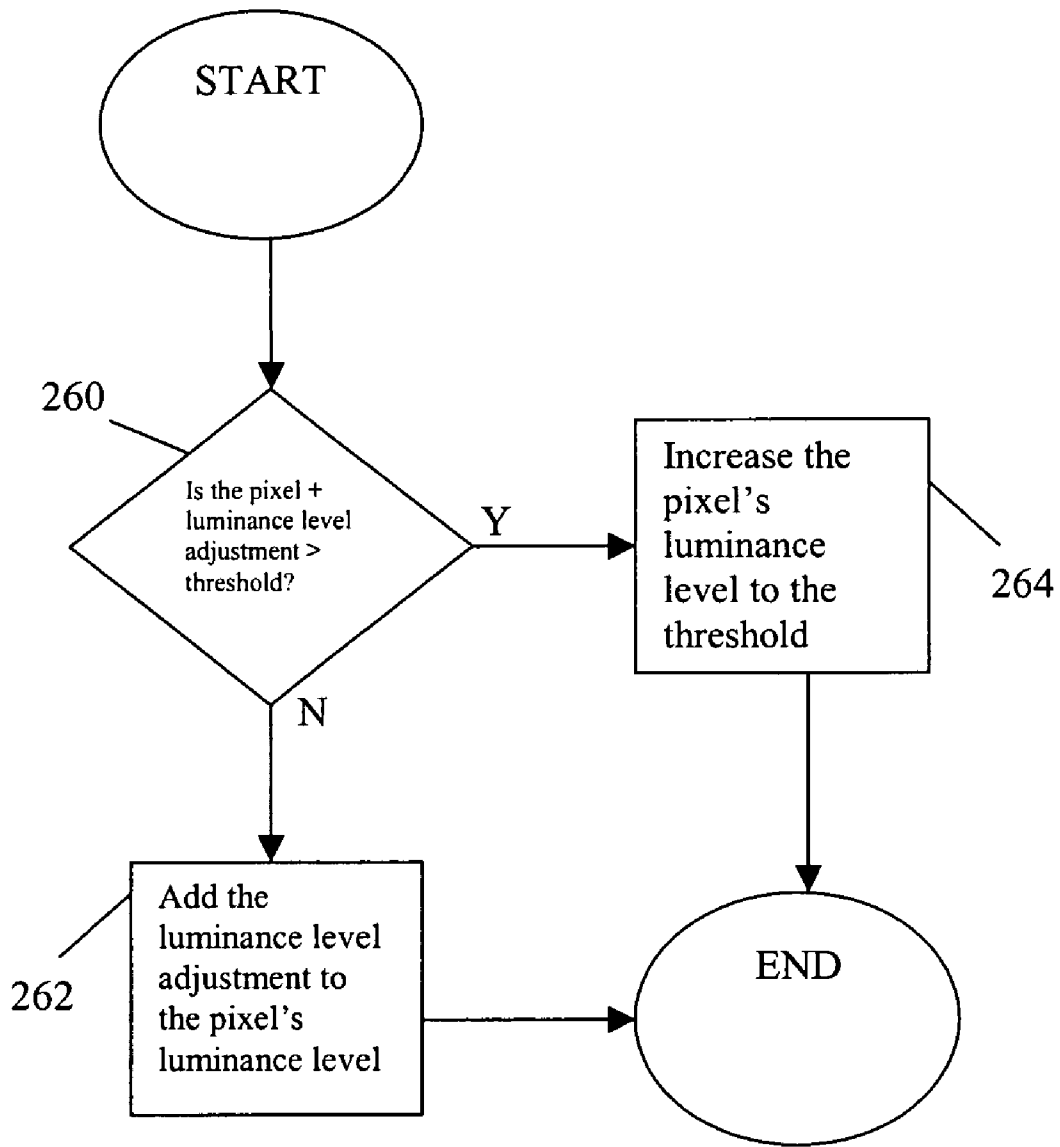 START
260
Is the pixel +
luminance level
adjustment >
threshold?
Y
Increase the
pixel's
luminance
level to the
threshold
264
N
Add the
luminance level
adjustment to
the pixel's
luminance level
262
END